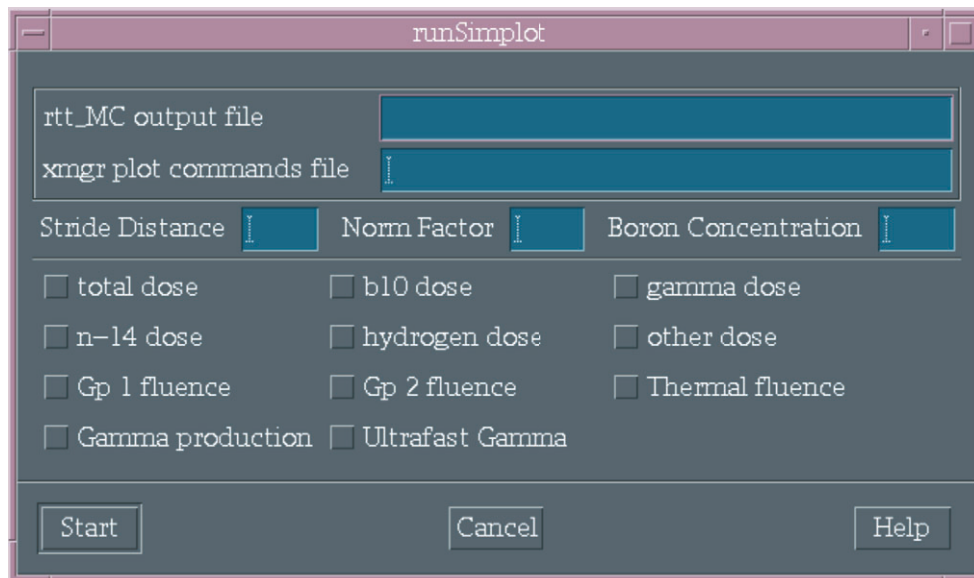 runSimplot
rtt_MC output file
xmgr plot commands file
Stride Distance Norm Factor Boron Concentration
total dose b10 dose gamma dose
n-14 dose hydrogen dose other dose
Gp 1 fluence Gp 2 fluence Thermal fluence
Gamma production Ultrafast Gamma
Start Cancel Help